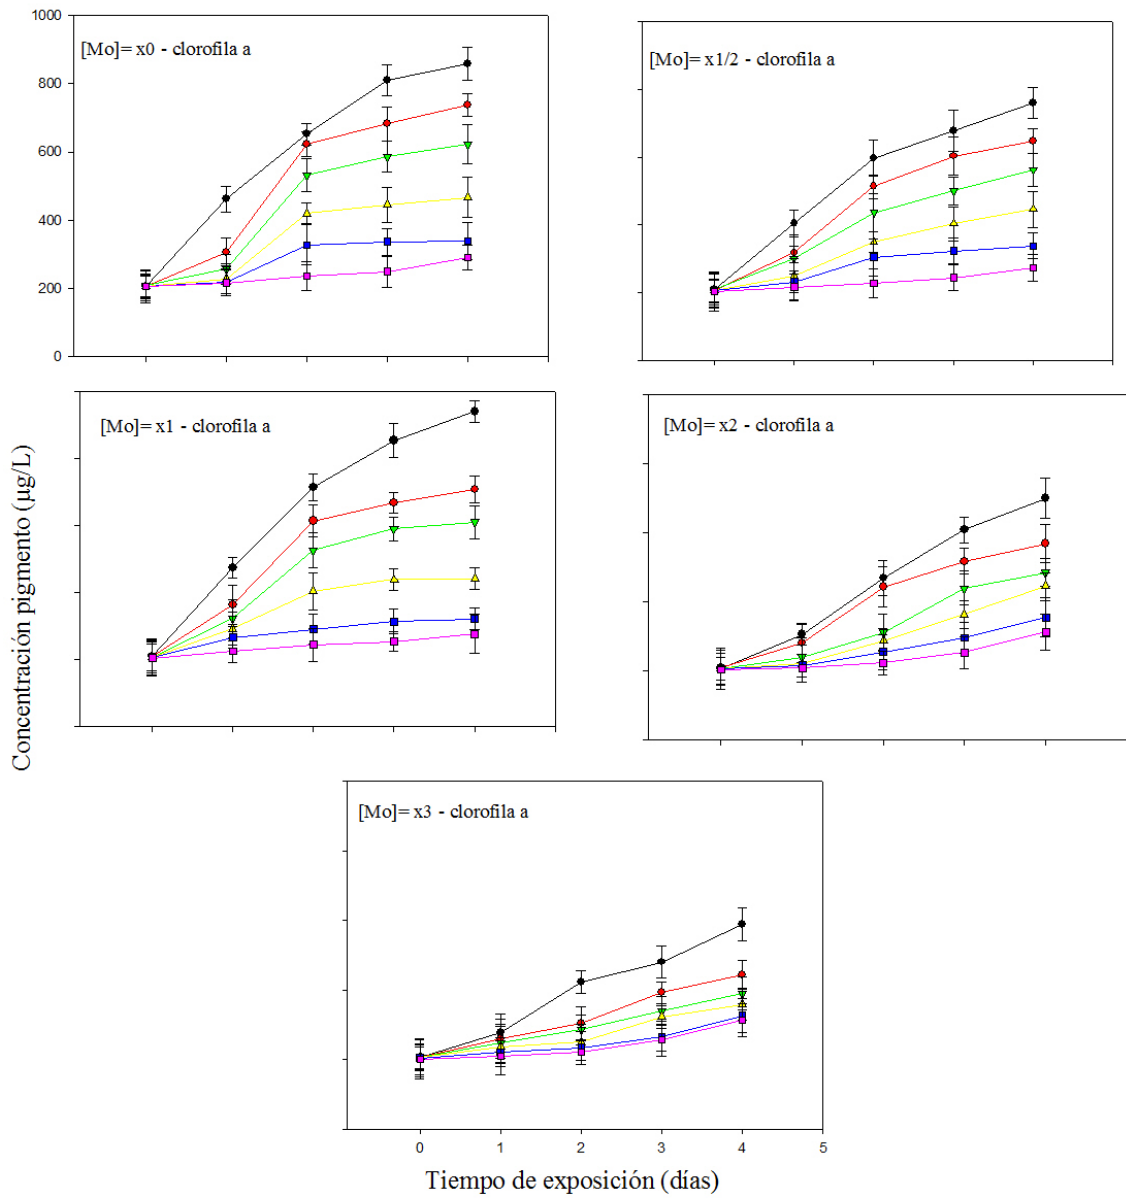 1000
[Mo]= x0 - clorofila a
800
600
400
200
0
[Mo]= x1/2 - clorofila a
Concentración pigmento (µg/L)
[Mo]= x1 - clorofila a
[Mo]= x2 - clorofila a
[Mo]= x3 - clorofila a
0 1 2 3 4 5
Tiempo de exposición (días)